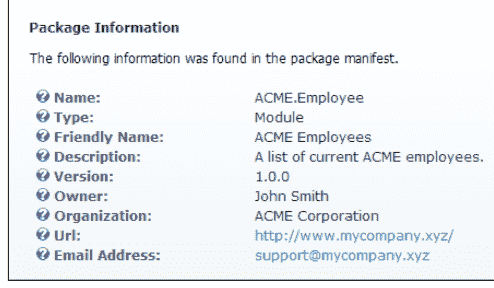 Package Information
The following information was found in the package manifest.
Name: ACME.Employee
Type: Module
Friendly Name: ACME Employees
Description: A list of current ACME employees.
Version: 1.0.0
Owner: John Smith
Organization: ACME Corporation
Url: http://www.mycompany.xyz/
Email Address: support@mycompany.xyz